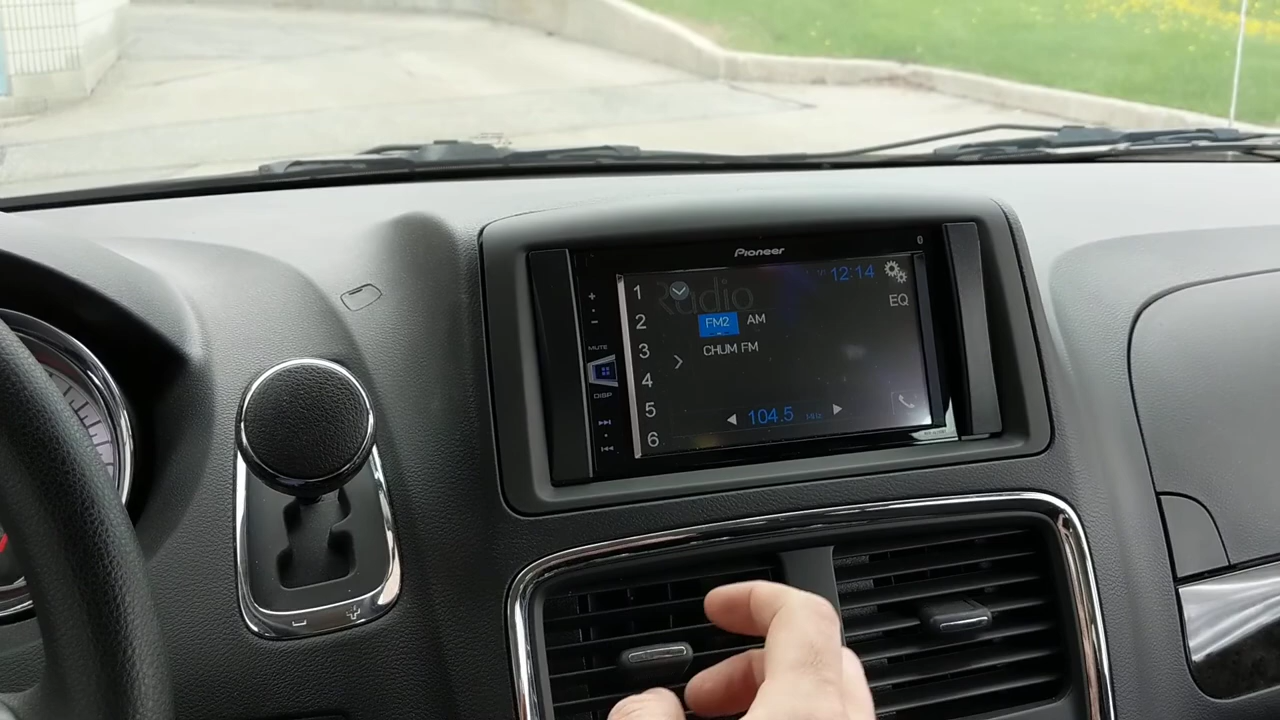 Pioneer
12:14
Radio
EQ
FM2 AM
CHUM FM
104.5
1
2
3
4
5
6
+
-
MUTE
DISP
- +